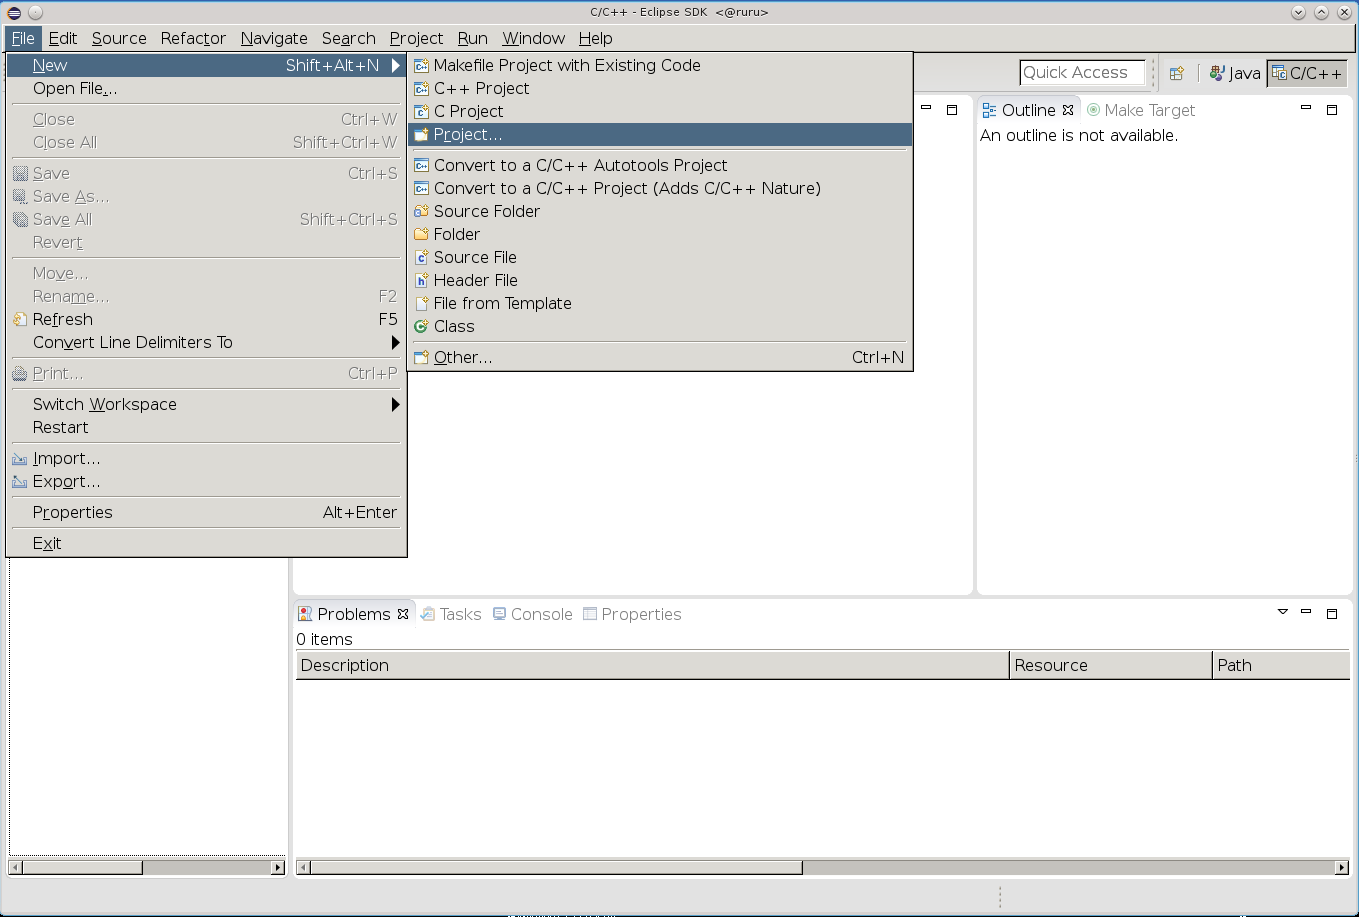 C/C++ - Eclipse SDK <@ruru>
File Edit Source Refactor Navigate Search Project Run Window Help
New Shift+Alt+N
Open File...
Close Ctrl+W
Close All Shift+Ctrl+W
Save Ctrl+S
Save As...
Save All Shift+Ctrl+S
Revert
Move...
Rename... F2
Refresh F5
Convert Line Delimiters To
Print... Ctrl+P
Switch Workspace
Restart
Import...
Export...
Properties Alt+Enter
Exit
Makefile Project with Existing Code
C++ Project
C Project
Project...
Convert to a C/C++ Autotools Project
Convert to a C/C++ Project (Adds C/C++ Nature)
Source Folder
Folder
Source File
Header File
File from Template
Class
Other... Ctrl+N
Quick Access
Java
C/C++
Outline Make Target
An outline is not available.
Problems Tasks Console Properties
0 items
Description Resource Path